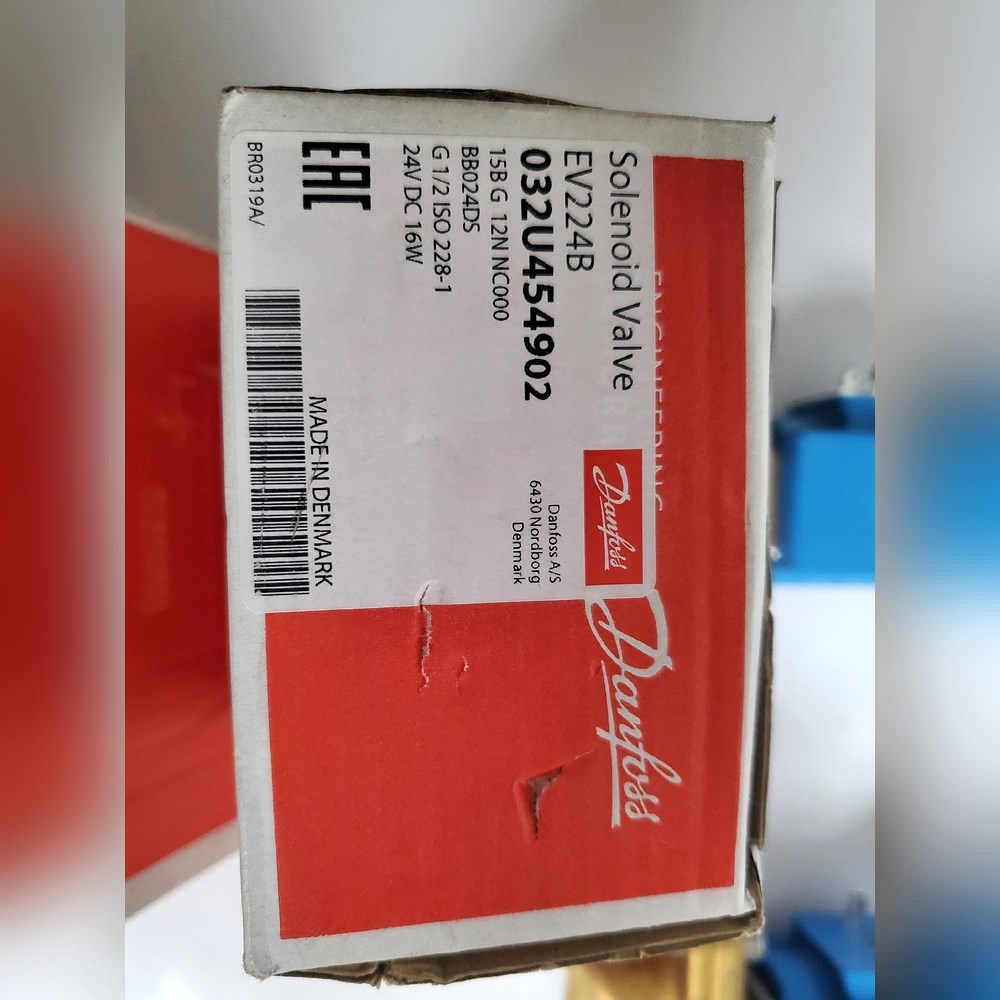 Solenoid Valve
EV224B
032U454902
15B G 12N NC000
BB024DS
G 1/2 ISO 228-1
24V DC 16W
EAC
BR0319A/
Danfoss
Danfoss A/S
6430 Nordborg
Denmark
MADE IN DENMARK
ENGINEERING
Danfoss